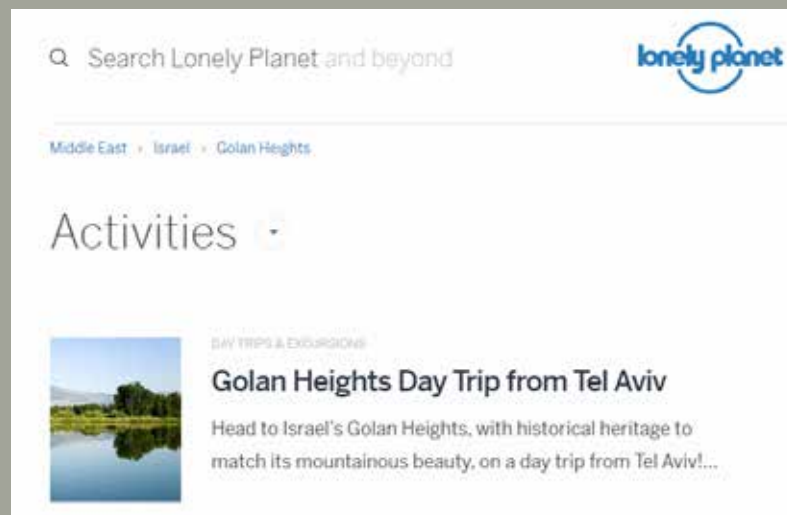 Search Lonely Planet and beyond
lonely planet
Middle East › Israel › Golan Heights
Activities
DAY TRIPS & EXCURSIONS
Golan Heights Day Trip from Tel Aviv
Head to Israel's Golan Heights, with historical heritage to
match its mountainous beauty, on a day trip from Tel Aviv!...